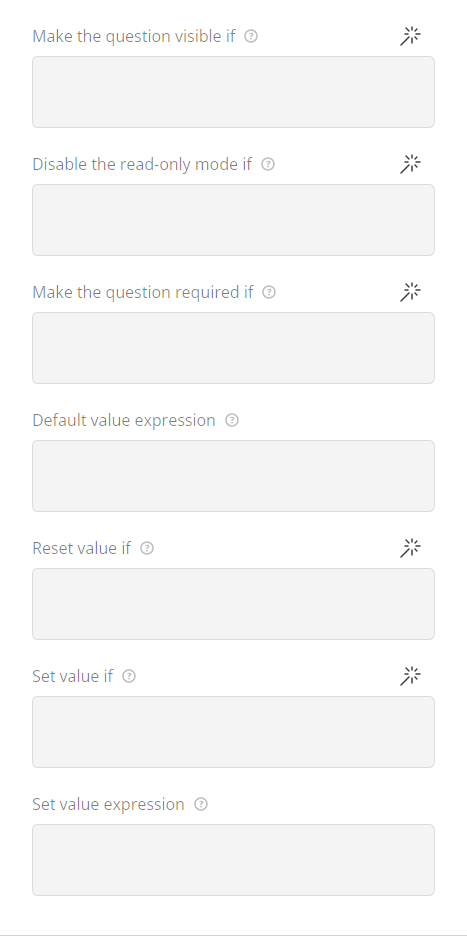 Make the question visible if ?
Disable the read-only mode if ?
Make the question required if ?
Default value expression ?
Reset value if ?
Set value if ?
Set value expression ?